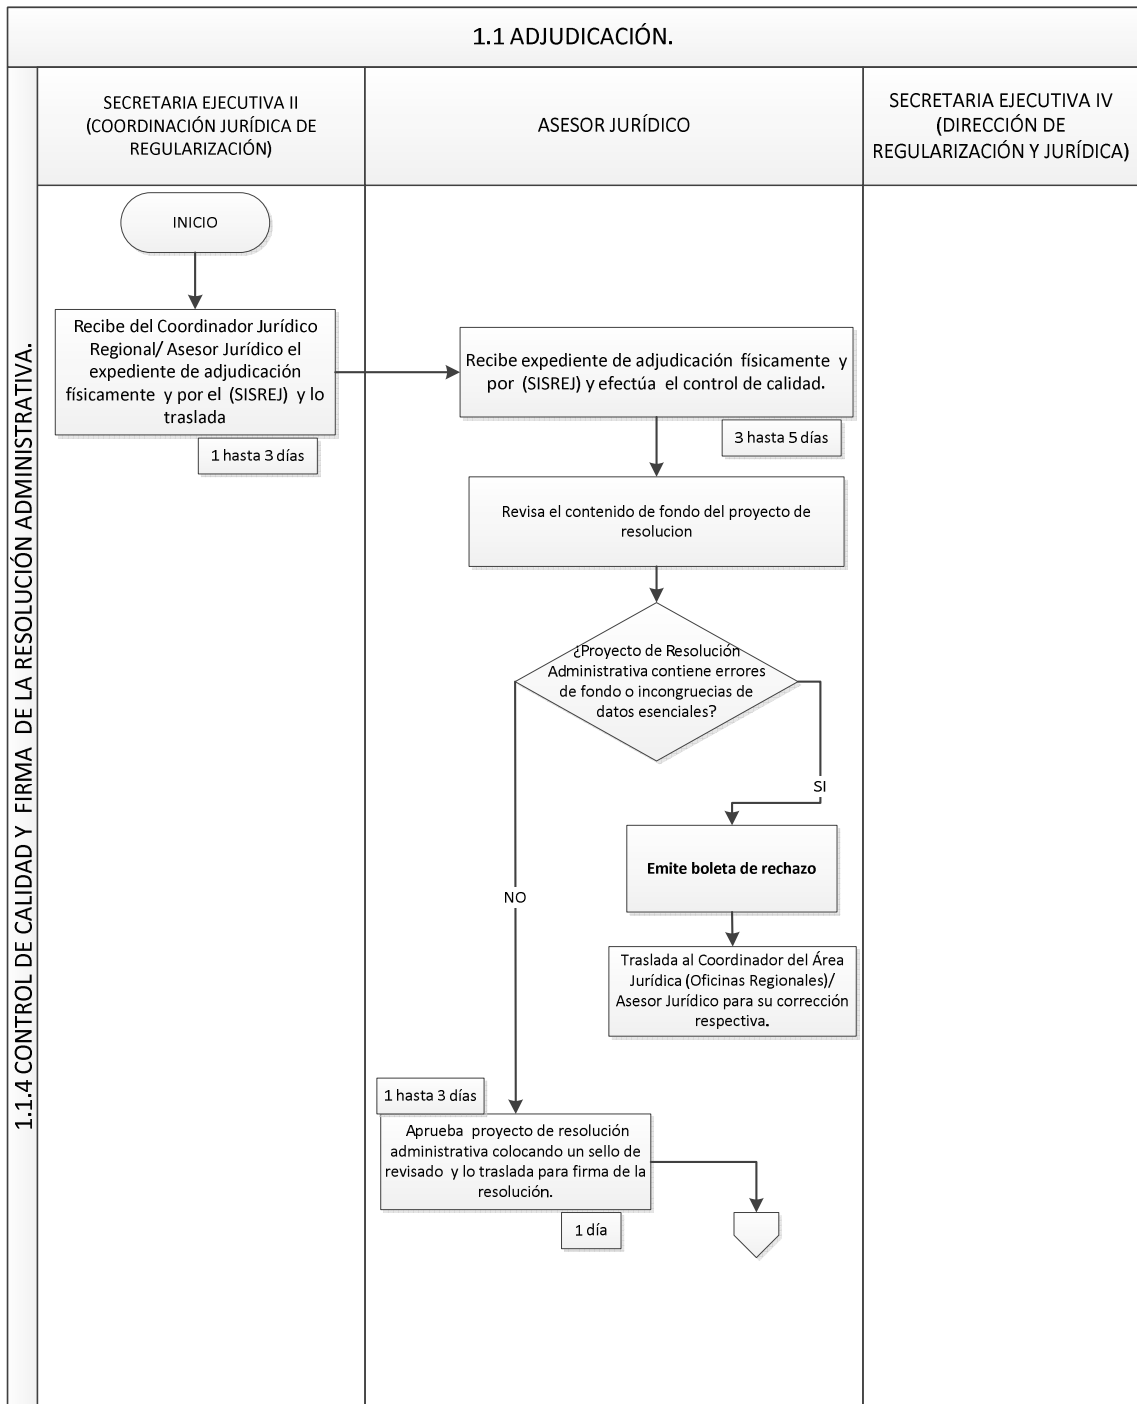 1.1 ADJUDICACIÓN.
1.1.4 CONTROL DE CALIDAD Y FIRMA DE LA RESOLUCIÓN ADMINISTRATIVA.
SECRETARIA EJECUTIVA II
(COORDINACIÓN JURÍDICA DE
REGULARIZACIÓN)
ASESOR JURÍDICO
SECRETARIA EJECUTIVA IV
(DIRECCIÓN DE
REGULARIZACIÓN Y JURÍDICA)
INICIO
Recibe del Coordinador Jurídico
Regional/ Asesor Jurídico el
expediente de adjudicación
físicamente y por el (SISREJ) y lo
traslada
1 hasta 3 días
Recibe expediente de adjudicación físicamente y
por (SISREJ) y efectúa el control de calidad.
3 hasta 5 días
Revisa el contenido de fondo del proyecto de
resolucion
¿Proyecto de Resolución
Administrativa contiene errores
de fondo o incongruecias de
datos esenciales?
SI
Emite boleta de rechazo
NO
Traslada al Coordinador del Área
Jurídica (Oficinas Regionales)/
Asesor Jurídico para su corrección
respectiva.
1 hasta 3 días
Aprueba proyecto de resolución
administrativa colocando un sello de
revisado y lo traslada para firma de la
resolución.
1 día